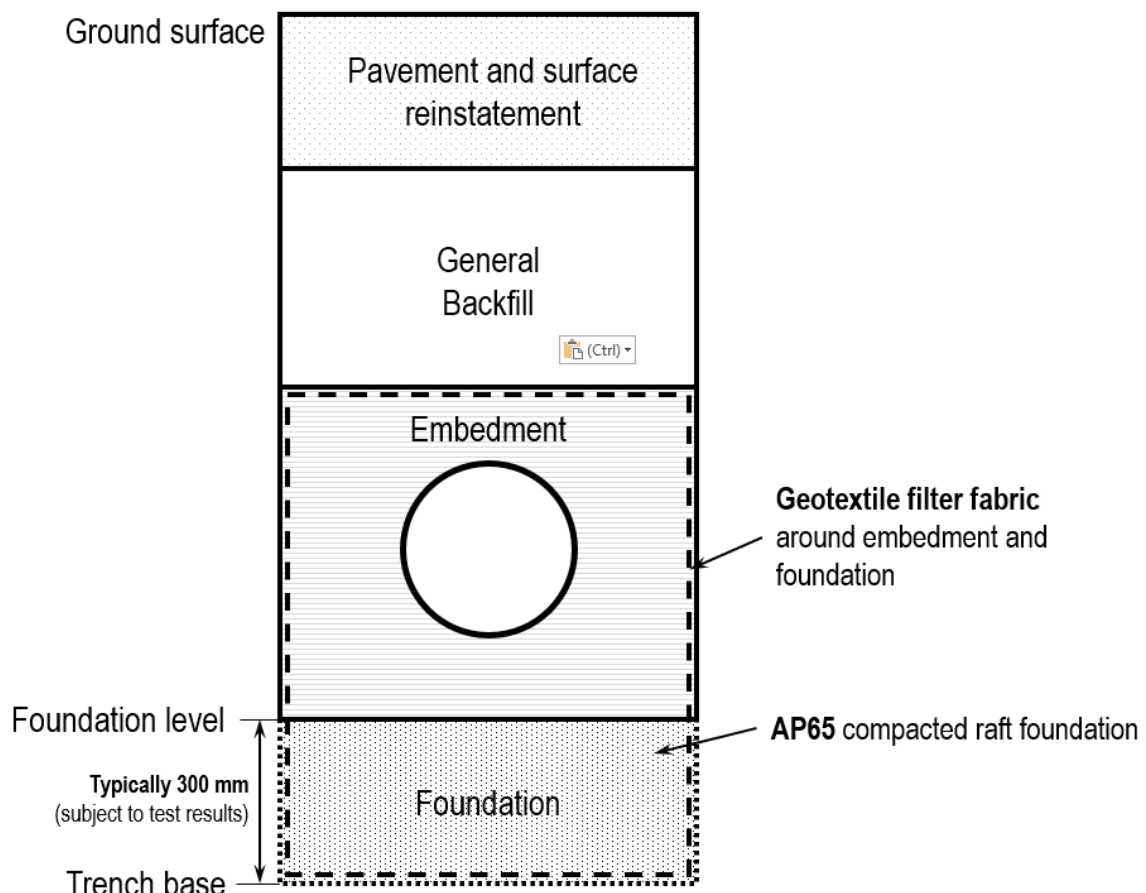 Ground surface
Pavement and surface
reinstatement
General
Backfill
(Ctrl)
Embedment
Geotextile filter fabric
around embedment and
foundation
Foundation level
AP65 compacted raft foundation
Typically 300 mm
(subject to test results)
Foundation
Trench base